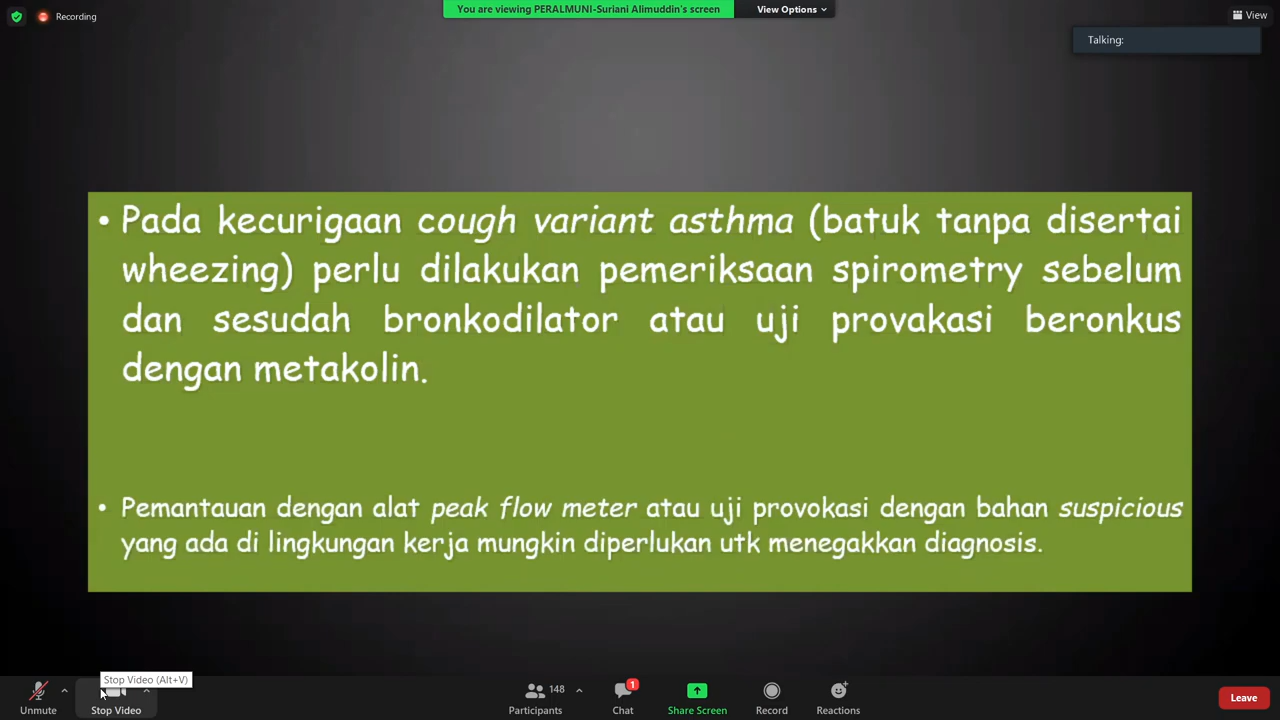 Recording
You are viewing PERALMUNI-Suriani Alimuddin's screen
View Options
View
Talking:
• Pada kecurigaan cough variant asthma (batuk tanpa disertai
wheezing) perlu dilakukan pemeriksaan spirometry sebelum
dan sesudah bronkodilator atau uji provakasi beronkus
dengan metakolin.
• Pemantauan dengan alat peak flow meter atau uji provokasi dengan bahan suspicious
yang ada di lingkungan kerja mungkin diperlukan utk menegakkan diagnosis.
Stop Video (Alt+V)
148
1
Unmute
Stop Video
Participants
Chat
Share Screen
Record
Reactions
Leave